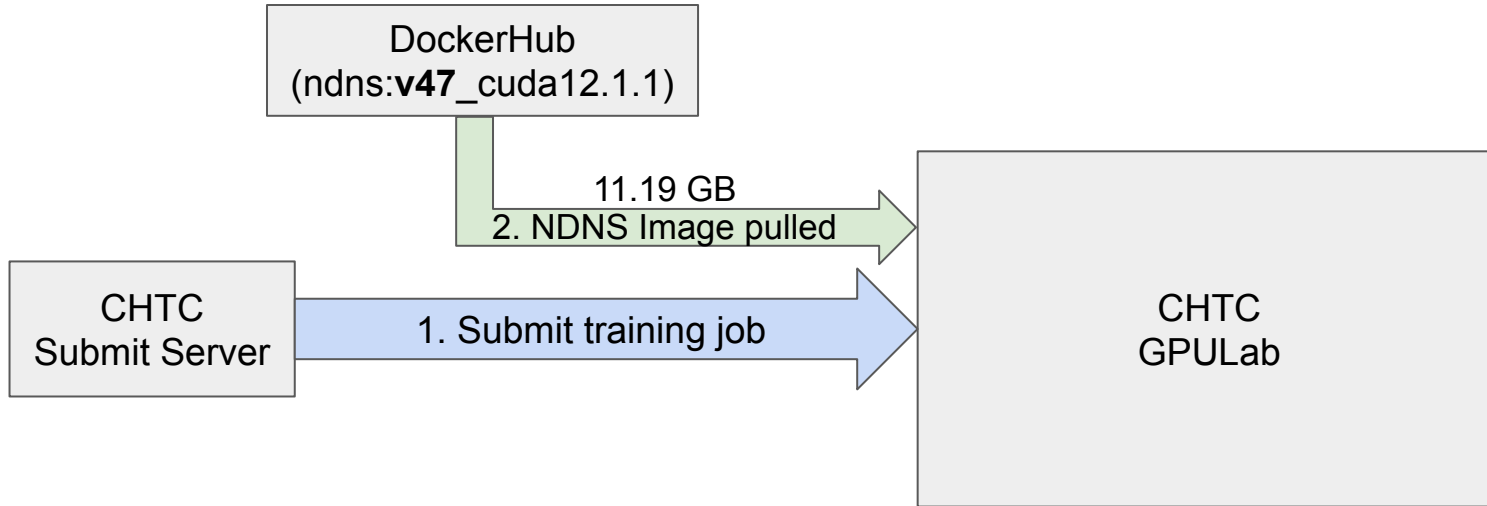 DockerHub
(ndns:v47_cuda12.1.1)
11.19 GB
2. NDNS Image pulled
CHTC
Submit Server
1. Submit training job
CHTC
GPULab